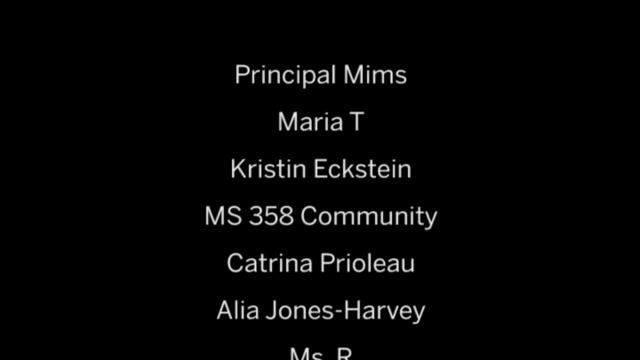 Principal Mims
Maria T
Kristin Eckstein
MS 358 Community
Catrina Prioleau
Alia Jones-Harvey
Ms. R